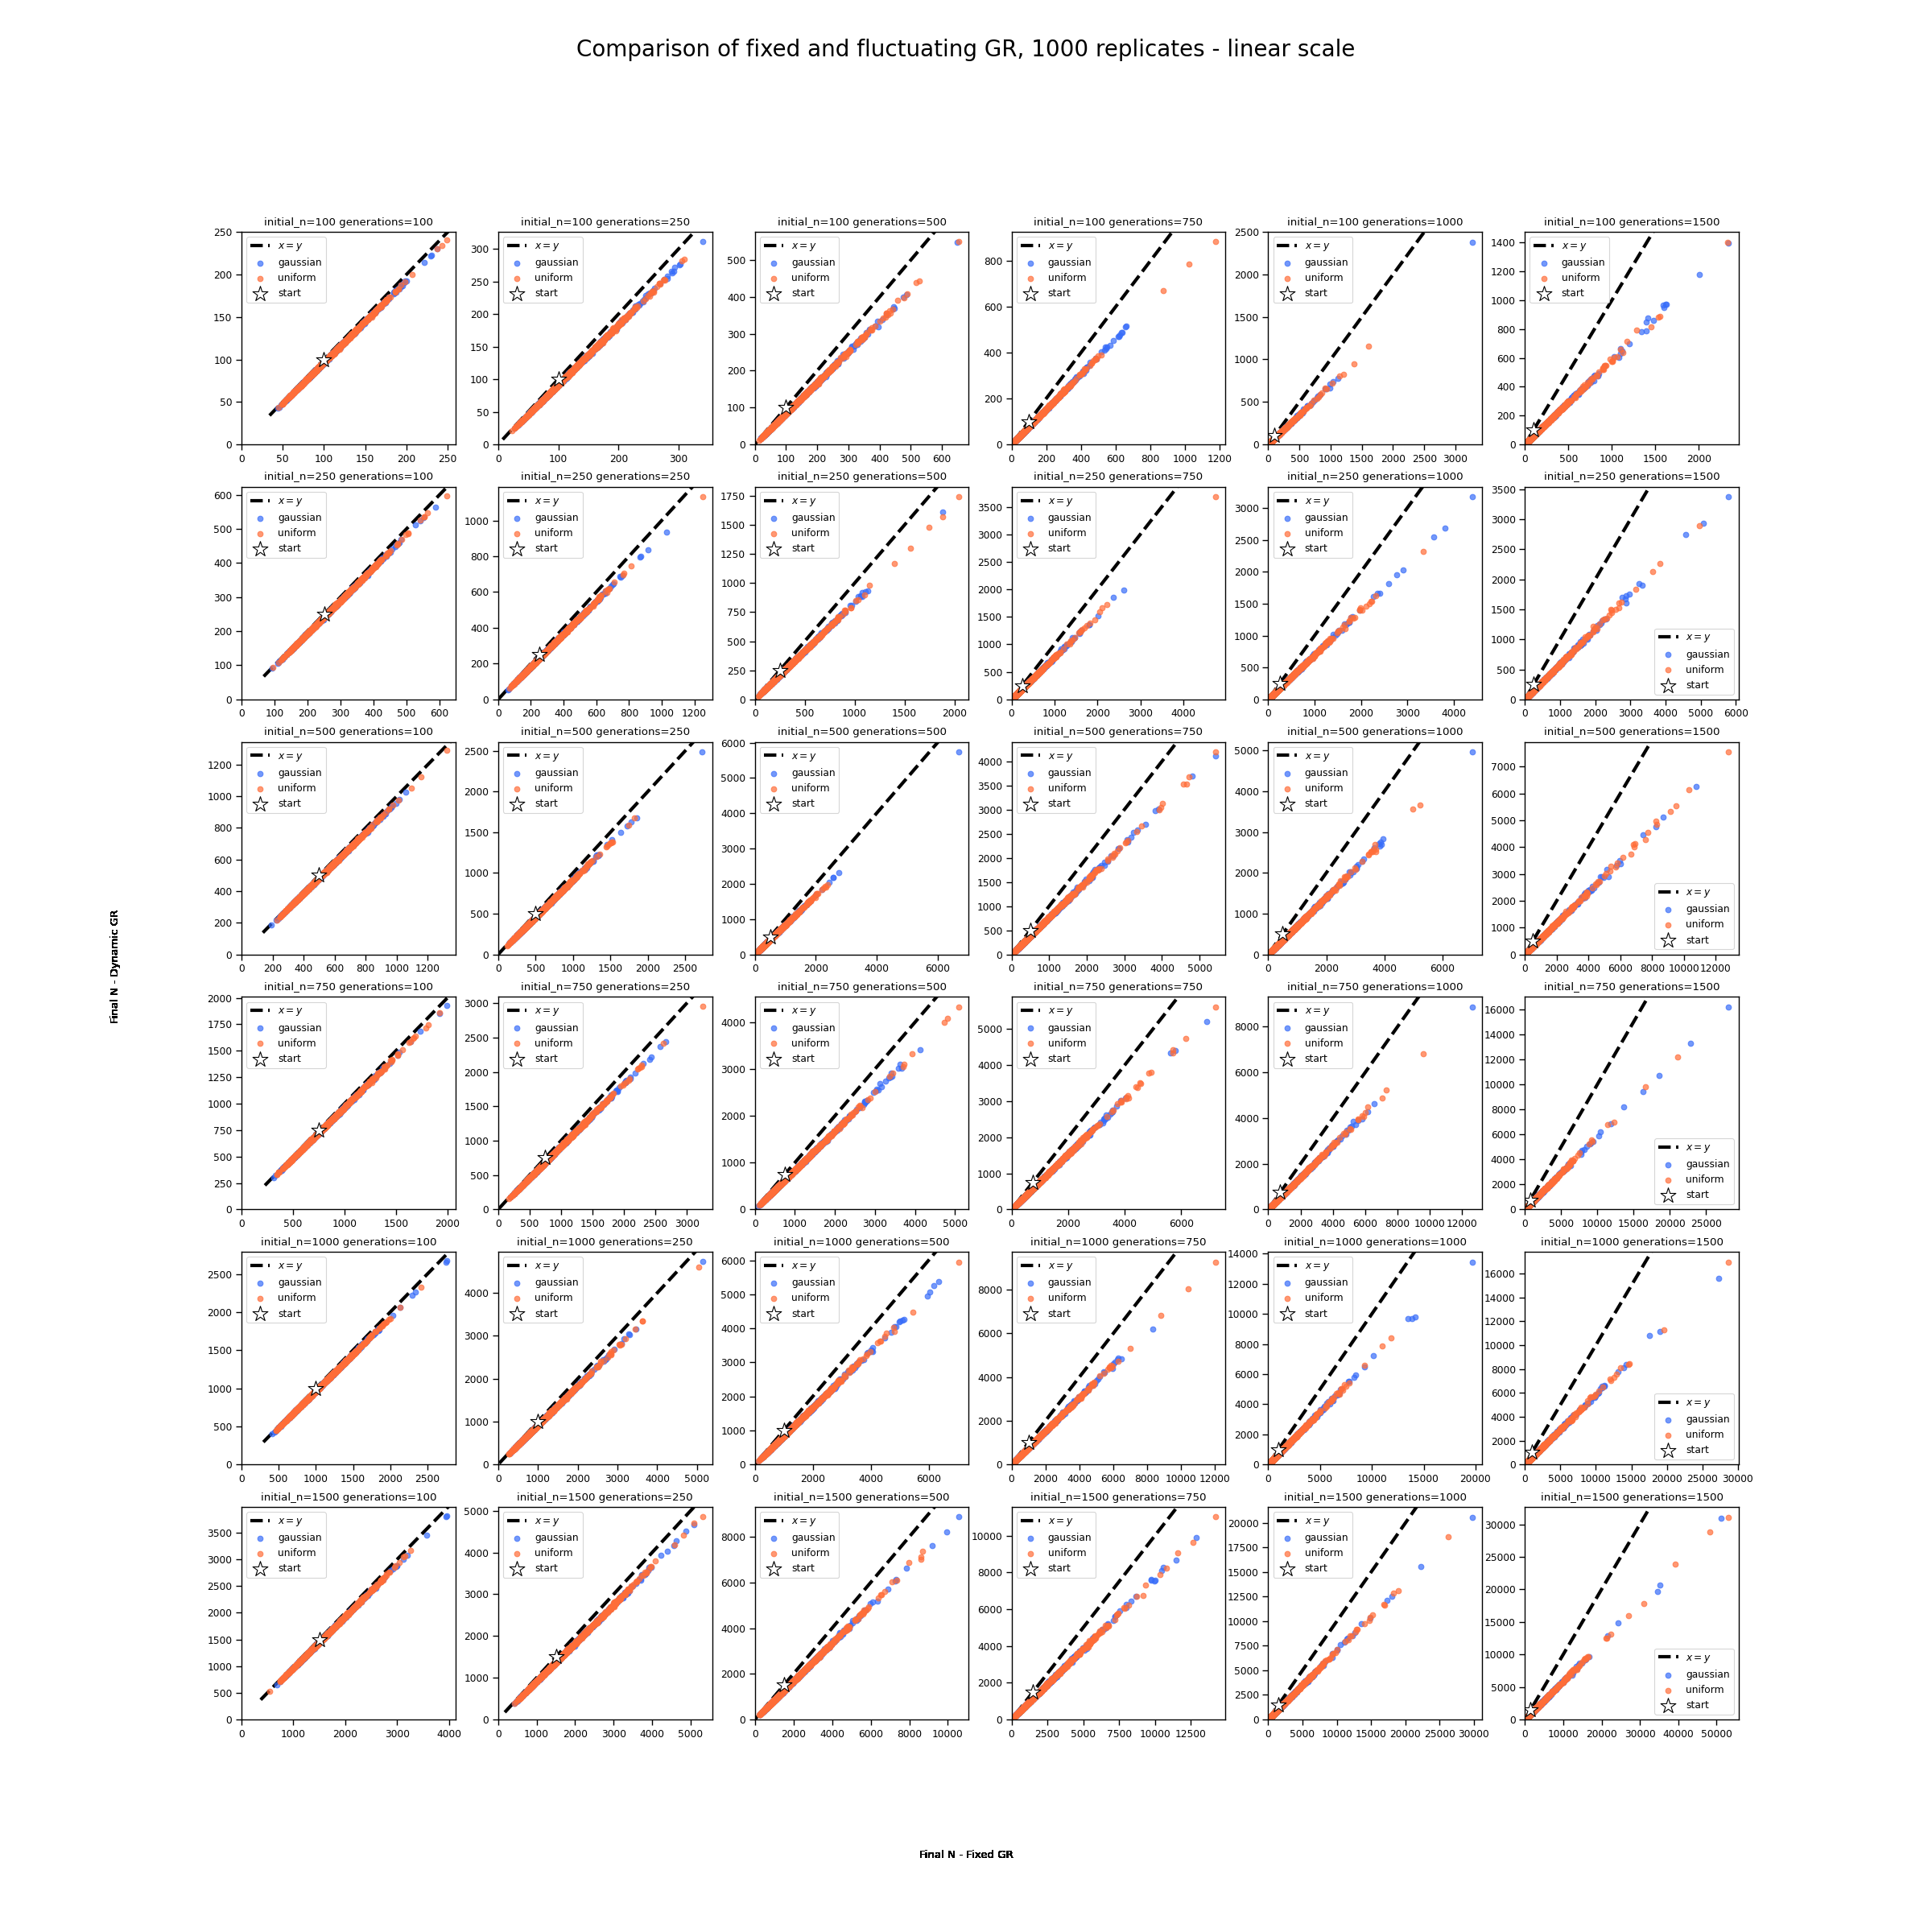 Comparison of fixed and fluctuating GR, 1000 replicates - linear scale
Final N - Dynamic GR
initial_n=100 generations=100
x = y
gaussian
uniform
start
250 200 150 100 50 0
0 50 100 150 200 250
initial_n=100 generations=250
x = y
gaussian
uniform
start
300 250 200 150 100 50 0
0 100 200 300
initial_n=100 generations=500
x = y
gaussian
uniform
start
500 400 300 200 100 0
0 100 200 300 400 500 600
initial_n=100 generations=750
x = y
gaussian
uniform
start
800 600 400 200 0
0 200 400 600 800 1000 1200
initial_n=100 generations=1000
x = y
gaussian
uniform
start
2500 2000 1500 1000 500 0
0 500 1000 1500 2000 2500 3000
initial_n=100 generations=1500
x = y
gaussian
uniform
start
1400 1200 1000 800 600 400 200 0
0 500 1000 1500 2000
initial_n=250 generations=100
x = y
gaussian
uniform
start
600 500 400 300 200 100 0
0 100 200 300 400 500 600
initial_n=250 generations=250
x = y
gaussian
uniform
start
1000 800 600 400 200 0
0 200 400 600 800 1000 1200
initial_n=250 generations=500
x = y
gaussian
uniform
start
1750 1500 1250 1000 750 500 250 0
0 500 1000 1500 2000
initial_n=250 generations=750
x = y
gaussian
uniform
start
3500 3000 2500 2000 1500 1000 500 0
0 1000 2000 3000 4000
initial_n=250 generations=1000
x = y
gaussian
uniform
start
3000 2500 2000 1500 1000 500 0
0 1000 2000 3000 4000
initial_n=250 generations=1500
x = y
gaussian
uniform
start
3500 3000 2500 2000 1500 1000 500 0
0 1000 2000 3000 4000 5000 6000
initial_n=500 generations=100
x = y
gaussian
uniform
start
1200 1000 800 600 400 200 0
0 200 400 600 800 1000 1200
initial_n=500 generations=250
x = y
gaussian
uniform
start
2500 2000 1500 1000 500 0
0 500 1000 1500 2000 2500
initial_n=500 generations=500
x = y
gaussian
uniform
start
6000 5000 4000 3000 2000 1000 0
0 2000 4000 6000
initial_n=500 generations=750
x = y
gaussian
uniform
start
4000 3500 3000 2500 2000 1500 1000 500 0
0 1000 2000 3000 4000 5000
initial_n=500 generations=1000
x = y
gaussian
uniform
start
5000 4000 3000 2000 1000 0
0 2000 4000 6000
initial_n=500 generations=1500
x = y
gaussian
uniform
start
7000 6000 5000 4000 3000 2000 1000 0
0 2000 4000 6000 8000 10000 12000
initial_n=750 generations=100
x = y
gaussian
uniform
start
2000 1750 1500 1250 1000 750 500 250 0
0 500 1000 1500 2000
initial_n=750 generations=250
x = y
gaussian
uniform
start
3000 2500 2000 1500 1000 500 0
0 500 1000 1500 2000 2500 3000
initial_n=750 generations=500
x = y
gaussian
uniform
start
4000 3000 2000 1000 0
0 1000 2000 3000 4000 5000
initial_n=750 generations=750
x = y
gaussian
uniform
start
5000 4000 3000 2000 1000 0
0 2000 4000 6000
initial_n=750 generations=1000
x = y
gaussian
uniform
start
8000 6000 4000 2000 0
0 2000 4000 6000 8000 10000 12000
initial_n=750 generations=1500
x = y
gaussian
uniform
start
16000 14000 12000 10000 8000 6000 4000 2000 0
0 5000 10000 15000 20000 25000
initial_n=1000 generations=100
x = y
gaussian
uniform
start
2500 2000 1500 1000 500 0
0 500 1000 1500 2000 2500
initial_n=1000 generations=250
x = y
gaussian
uniform
start
4000 3000 2000 1000 0
0 1000 2000 3000 4000 5000
initial_n=1000 generations=500
x = y
gaussian
uniform
start
6000 5000 4000 3000 2000 1000 0
0 2000 4000 6000
initial_n=1000 generations=750
x = y
gaussian
uniform
start
8000 6000 4000 2000 0
0 2000 4000 6000 8000 10000 12000
initial_n=1000 generations=1000
x = y
gaussian
uniform
start
14000 12000 10000 8000 6000 4000 2000 0
0 5000 10000 15000 20000
initial_n=1000 generations=1500
x = y
gaussian
uniform
start
16000 14000 12000 10000 8000 6000 4000 2000 0
0 5000 10000 15000 20000 25000 30000
initial_n=1500 generations=100
x = y
gaussian
uniform
start
3500 3000 2500 2000 1500 1000 500 0
0 1000 2000 3000 4000
initial_n=1500 generations=250
x = y
gaussian
uniform
start
5000 4000 3000 2000 1000 0
0 1000 2000 3000 4000 5000
initial_n=1500 generations=500
x = y
gaussian
uniform
start
8000 6000 4000 2000 0
0 2000 4000 6000 8000 10000
initial_n=1500 generations=750
x = y
gaussian
uniform
start
10000 8000 6000 4000 2000 0
0 2500 5000 7500 10000 12500
initial_n=1500 generations=1000
x = y
gaussian
uniform
start
20000 17500 15000 12500 10000 7500 5000 2500 0
0 5000 10000 15000 20000 25000 30000
initial_n=1500 generations=1500
x = y
gaussian
uniform
start
30000 25000 20000 15000 10000 5000 0
0 10000 20000 30000 40000 50000
Final N - Fixed GR